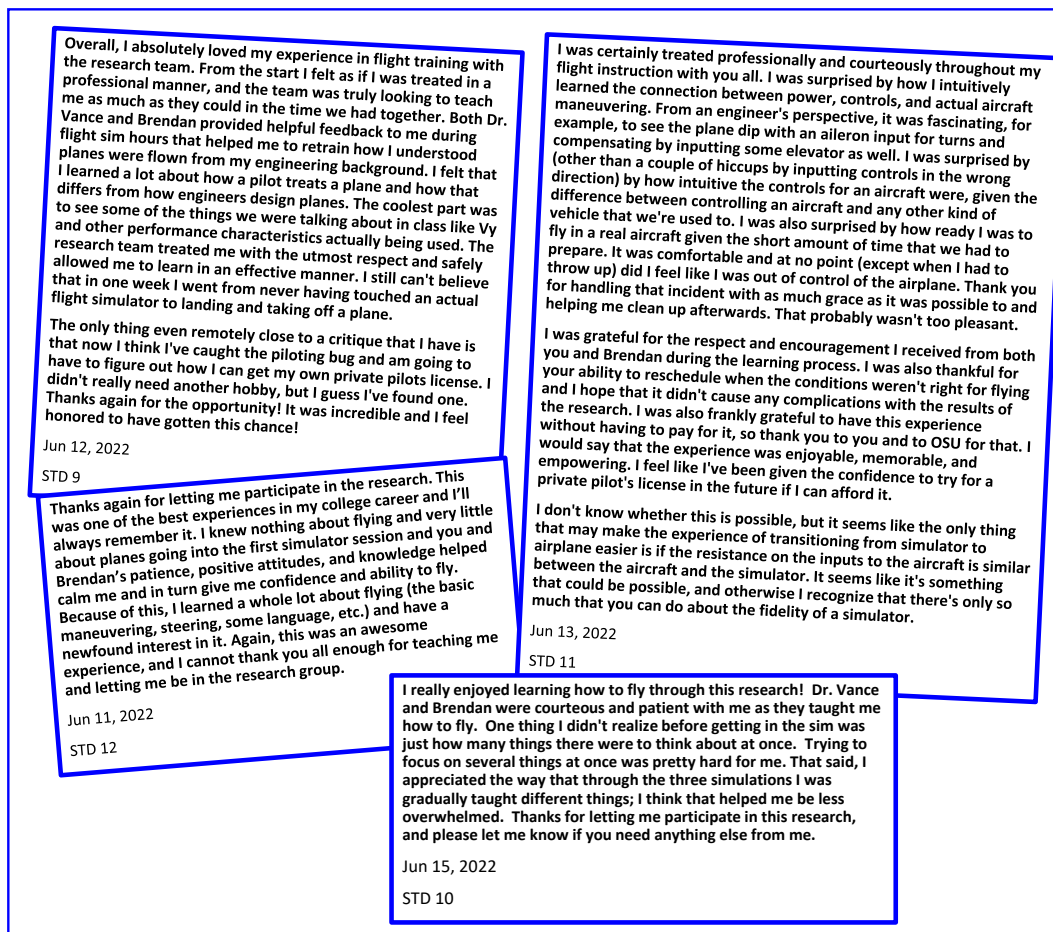 Overall, I absolutely loved my experience in flight training with
the research team. From the start I felt as if I was treated in a
professional manner, and the team was truly looking to teach
me as much as they could in the time we had together. Both Dr.
Vance and Brendan provided helpful feedback to me during
flight sim hours that helped me to retrain how I understood
planes were flown from my engineering background. I felt that
I learned a lot about how a pilot treats a plane and how that
differs from how engineers design planes. The coolest part was
to see some of the things we were talking about in class like Vy
and other performance characteristics actually being used. The
research team treated me with the utmost respect and safely
allowed me to learn in an effective manner. I still can't believe
that in one week I went from never having touched an actual
flight simulator to landing and taking off a plane.
The only thing even remotely close to a critique that I have is
that now I think I've caught the piloting bug and am going to
have to figure out how I can get my own private pilots license. I
didn't really need another hobby, but I guess I've found one.
Thanks again for the opportunity! It was incredible and I feel
honored to have gotten this chance!
Jun 12, 2022
STD 9
Thanks again for letting me participate in the research. This
was one of the best experiences in my college career and I'll
always remember it. I knew nothing about flying and very little
about planes going into the first simulator session and you and
Brendan's patience, positive attitudes, and knowledge helped
calm me and in turn give me confidence and ability to fly.
Because of this, I learned a whole lot about flying (the basic
maneuvering, steering, some language, etc.) and have a
newfound interest in it. Again, this was an awesome
experience, and I cannot thank you all enough for teaching me
and letting me be in the research group.
Jun 11, 2022
STD 12
I was certainly treated professionally and courteously throughout my
flight instruction with you all. I was surprised by how I intuitively
learned the connection between power, controls, and actual aircraft
maneuvering. From an engineer's perspective, it was fascinating, for
example, to see the plane dip with an aileron input for turns and
compensating by inputting some elevator as well. I was surprised by
(other than a couple of hiccups by inputting controls in the wrong
direction) by how intuitive the controls for an aircraft were, given the
difference between controlling an aircraft and any other kind of
vehicle that we're used to. I was also surprised by how ready I was to
fly in a real aircraft given the short amount of time that we had to
prepare. It was comfortable and at no point (except when I had to
throw up) did I feel like I was out of control of the airplane. Thank you
for handling that incident with as much grace as it was possible to and
helping me clean up afterwards. That probably wasn't too pleasant.
I was grateful for the respect and encouragement I received from both
you and Brendan during the learning process. I was also thankful for
your ability to reschedule when the conditions weren't right for flying
and I hope that it didn't cause any complications with the results of
the research. I was also frankly grateful to have this experience
without having to pay for it, so thank you to you and to OSU for that. I
would say that the experience was enjoyable, memorable, and
empowering. I feel like I've been given the confidence to try for a
private pilot's license in the future if I can afford it.
I don't know whether this is possible, but it seems like the only thing
that may make the experience of transitioning from simulator to
airplane easier is if the resistance on the inputs to the aircraft is similar
between the aircraft and the simulator. It seems like it's something
that could be possible, and otherwise I recognize that there's only so
much that you can do about the fidelity of a simulator.
Jun 13, 2022
STD 11
I really enjoyed learning how to fly through this research! Dr. Vance
and Brendan were courteous and patient with me as they taught me
how to fly. One thing I didn't realize before getting in the sim was
just how many things there were to think about at once. Trying to
focus on several things at once was pretty hard for me. That said, I
appreciated the way that through the three simulations I was
gradually taught different things; I think that helped me be less
overwhelmed. Thanks for letting me participate in this research,
and please let me know if you need anything else from me.
Jun 15, 2022
STD 10